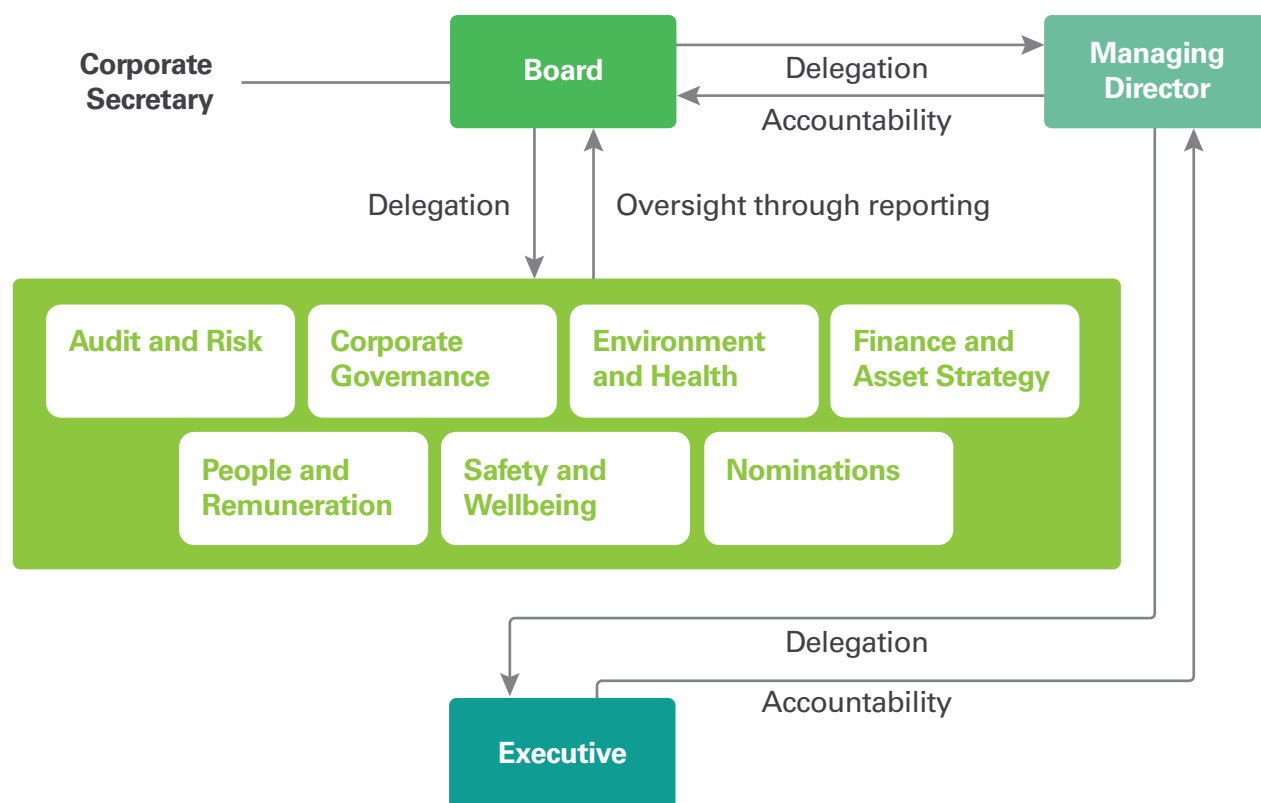 Corporate
Secretary
Board
Delegation
Accountability
Managing
Director
Delegation
Oversight through reporting
Audit and Risk
Corporate
Governance
Environment
and Health
Finance and
Asset Strategy
People and
Remuneration
Safety and
Wellbeing
Nominations
Delegation
Accountability
Executive